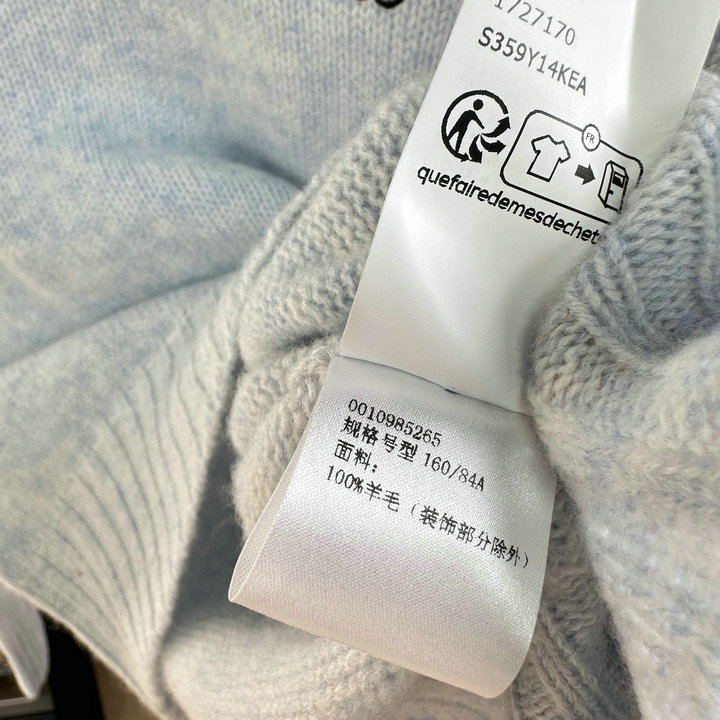 1727170
S359Y14KEA
FR
quefairedemesdechet
0010985265
规格号型 160/84A
面料：
100%羊毛（装饰部分除外）